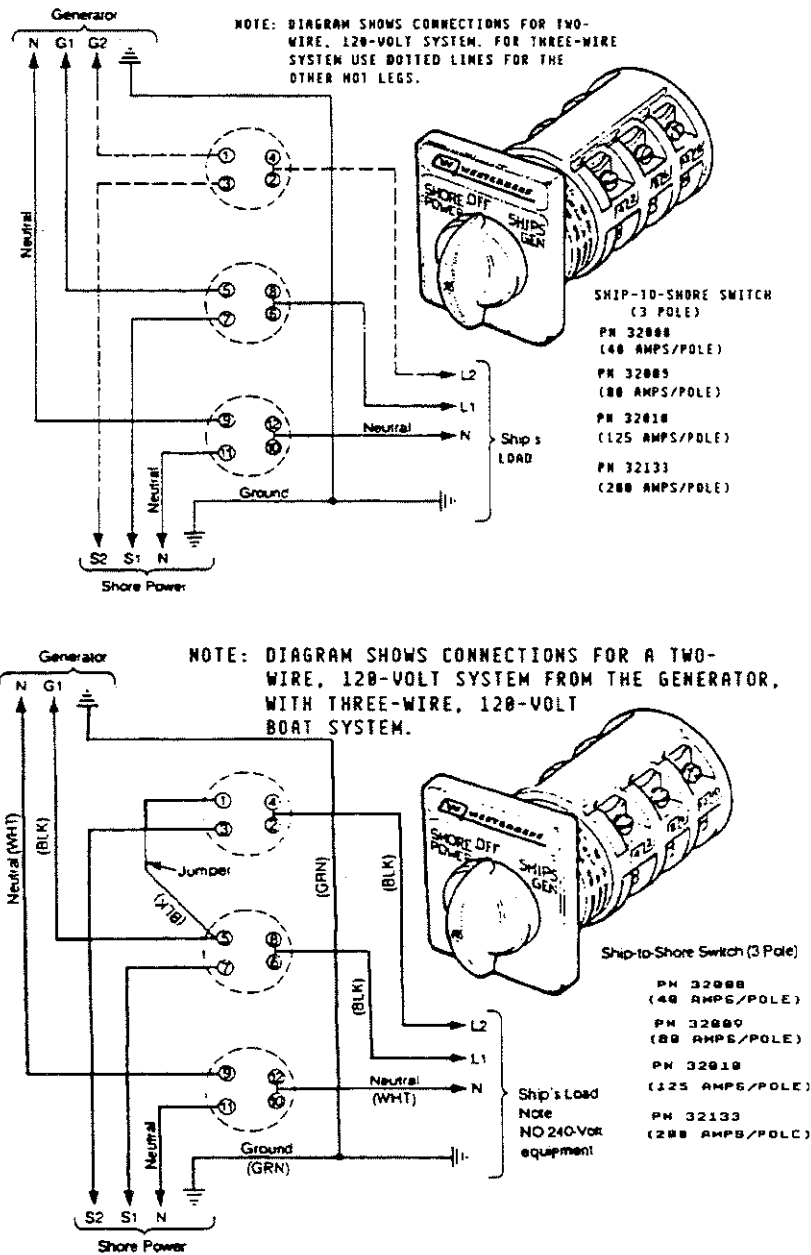 Generator
N G1 G2
NOTE: DIAGRAM SHOWS CONNECTIONS FOR TWO-
WIRE, 120-VOLT SYSTEM. FOR THREE-WIRE
SYSTEM USE DOTTED LINES FOR THE
OTHER HOT LEGS.
1 4
3 2
Neutral
5 8
7 6
9 12
11 10
WESTERBEKE
SHORE POWER
OFF
SHIPS GEN
SHIP-TO-SHORE SWITCH
(3 POLE)
PN 32008
(40 AMPS/POLE)
PN 32009
(80 AMPS/POLE)
PN 32010
(125 AMPS/POLE)
PN 32133
(200 AMPS/POLE)
L2
L1
Neutral N
Ship's
LOAD
Neutral
Ground
S2 S1 N
Shore Power
Generator
N G1
NOTE: DIAGRAM SHOWS CONNECTIONS FOR A TWO-
WIRE, 120-VOLT SYSTEM FROM THE GENERATOR,
WITH THREE-WIRE, 120-VOLT
BOAT SYSTEM.
Neutral (WHT)
(BLK)
1 4
3 2
Jumper
(BLK)
(GRN)
(BLK)
5 8
7 6
(BLK)
9 12
11 10
WESTERBEKE
SHORE POWER
OFF
SHIPS GEN
Ship-to-Shore Switch (3 Pole)
PN 32008
(40 AMPS/POLE)
PN 32009
(80 AMPS/POLE)
PN 32010
(125 AMPS/POLE)
PN 32133
(200 AMPS/POLE)
L2
L1
Neutral N
(WHT)
Ship's Load
Note
NO 240-Volt
equipment
Neutral
Ground
(GRN)
S2 S1 N
Shore Power